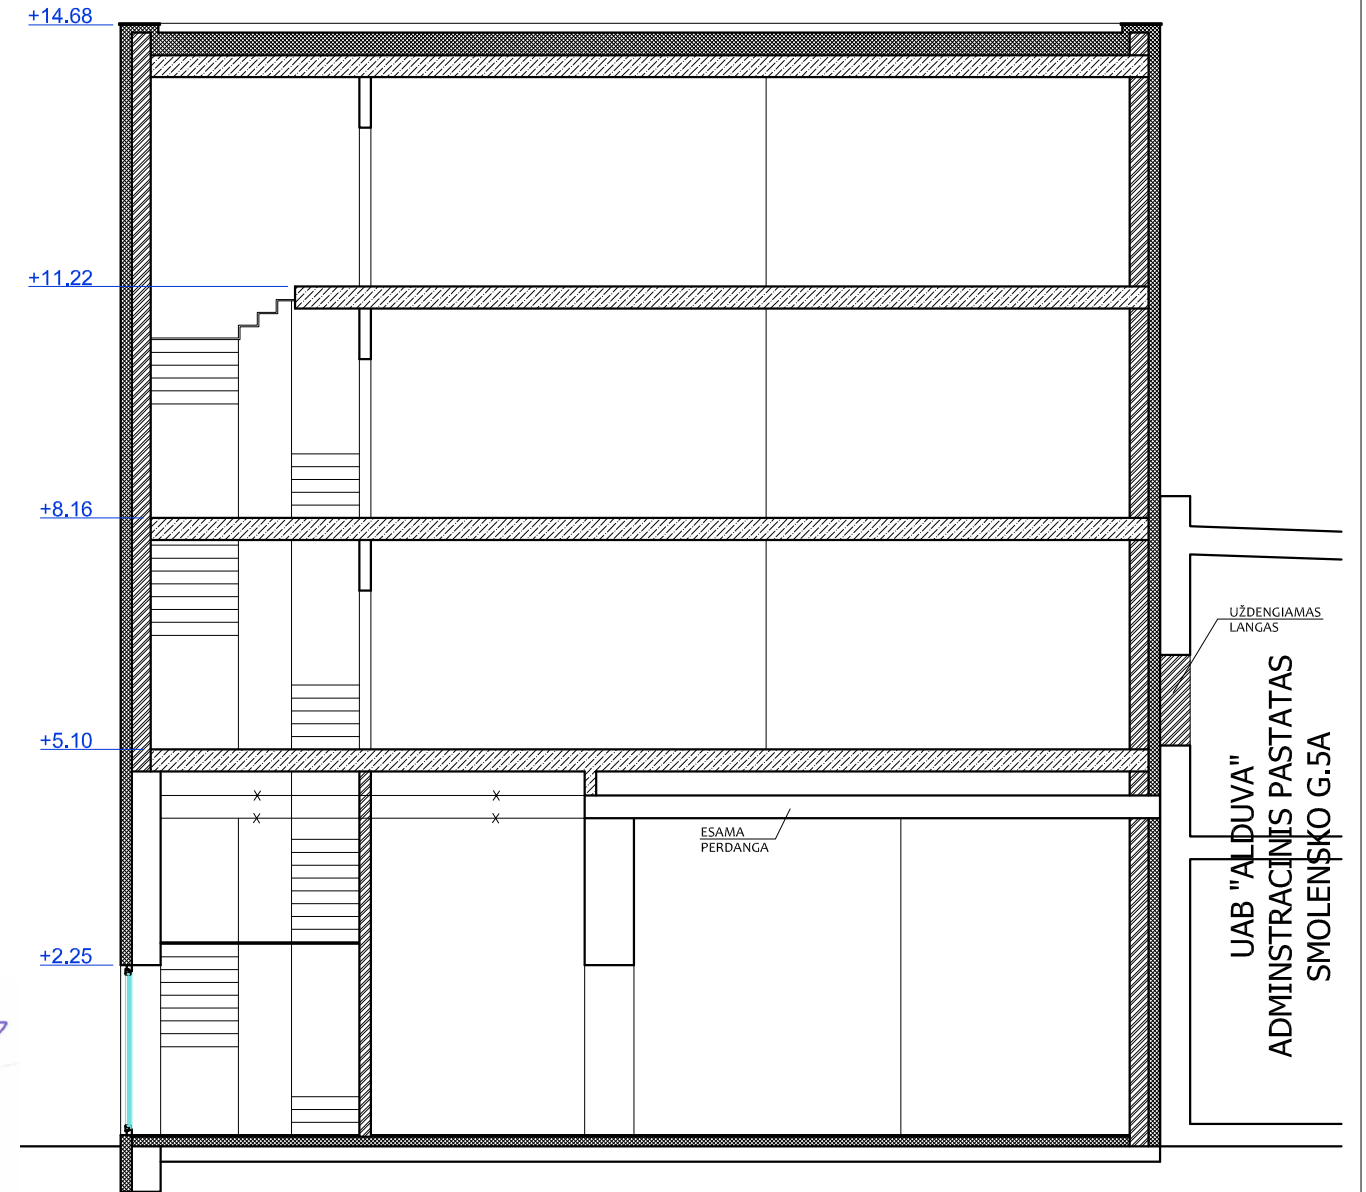 +14.68
+11.22
+8.16
+5.10
+2.25
X X
X X
ESAMA
PERDANGA
UŽDENGIAMAS
LANGAS
UAB "ALDUVA"
ADMINSTRACINIS PASTATAS
SMOLENSKO G.5A